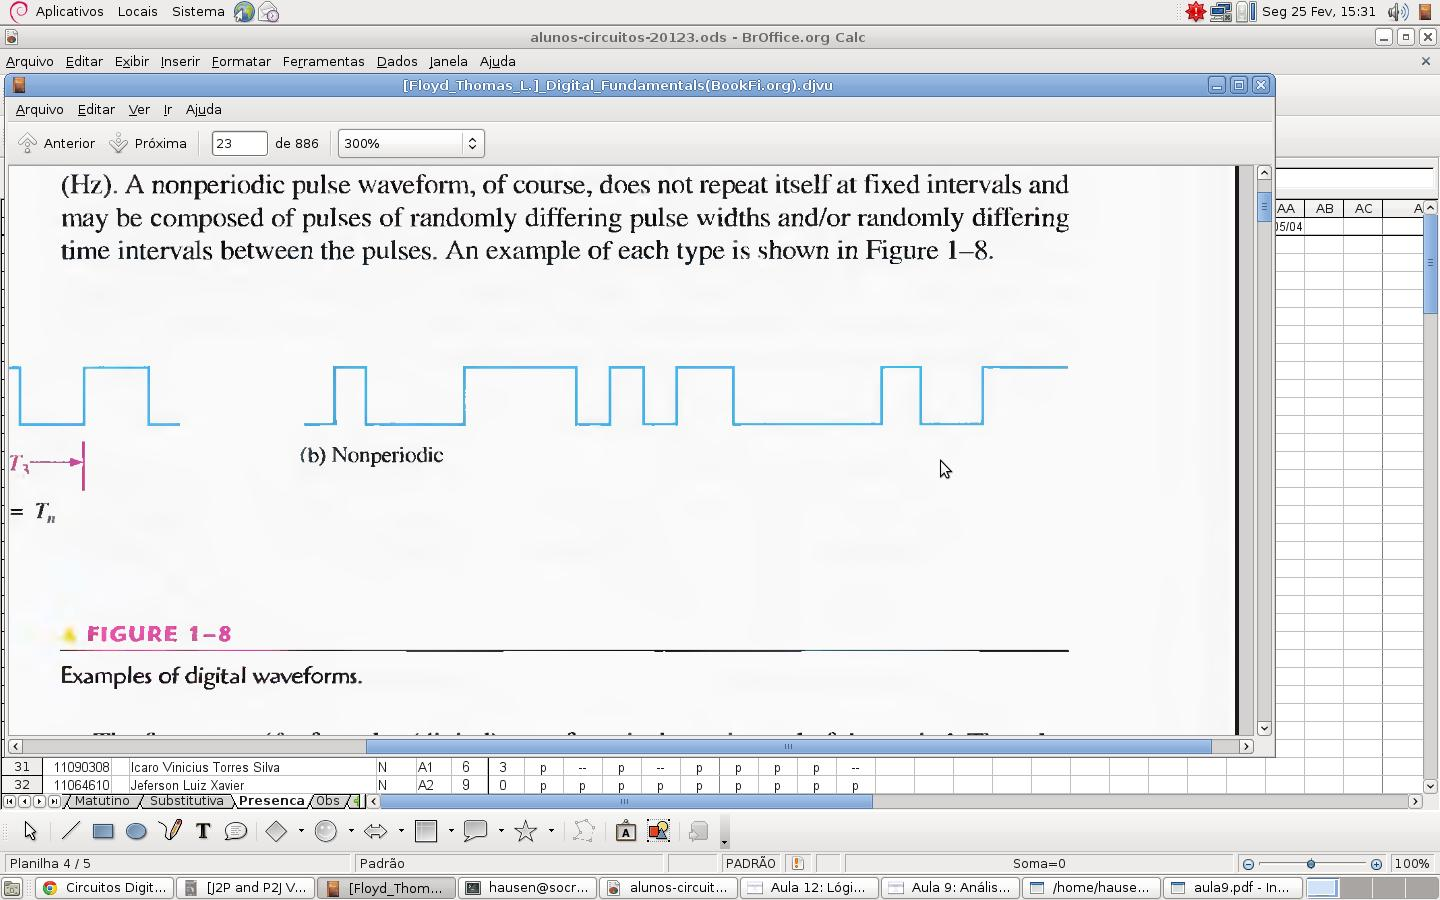 Aplicativos Locais Sistema Seg 25 Fev, 15:31
alunos-circuitos-20123.ods - BrOffice.org Calc
Arquivo Editar Exibir Inserir Formatar Ferramentas Dados Janela Ajuda
[Floyd_Thomas_L.]_Digital_Fundamentals(BookFi.org).djvu
Arquivo Editar Ver Ir Ajuda
Anterior Próxima 23 de 886 300%
(Hz). A nonperiodic pulse waveform, of course, does not repeat itself at fixed intervals and
may be composed of pulses of randomly differing pulse widths and/or randomly differing
time intervals between the pulses. An example of each type is shown in Figure 1–8.
AA AB AC A
05/04
T3
(b) Nonperiodic
= Tn
FIGURE 1–8
Examples of digital waveforms.
31 11090308 Icaro Vinicius Torres Silva N A1 6 3 p -- p -- p p p p --
32 11064610 Jeferson Luiz Xavier N A2 9 0 p p p p p p p p p
Matutino Substitutiva Presenca Obs
Planilha 4 / 5 Padrão PADRÃO Soma=0 100%
Circuitos Digit... [J2P and P2J V... [Floyd_Thom... hausen@socr... alunos-circuit... Aula 12: Lógi... Aula 9: Anális... /home/hause... aula9.pdf - In...